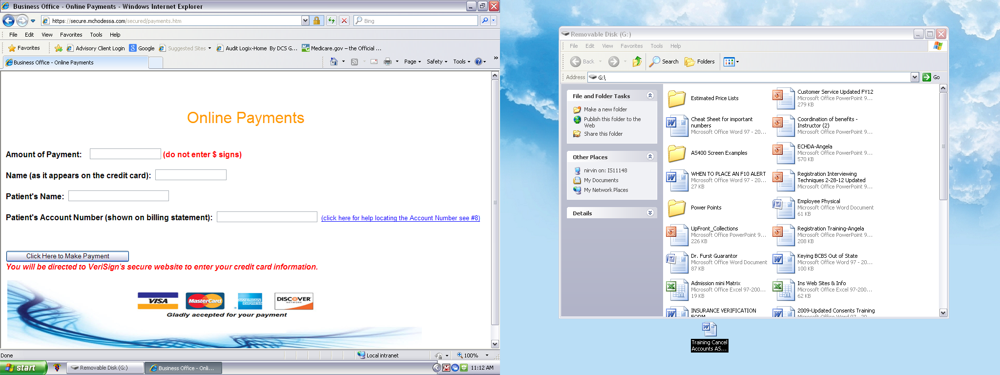 Business Office - Online Payments - Windows Internet Explorer
https://secure.mchodessa.com/secured/payments.htm
Bing
File Edit View Favorites Tools Help
Favorites Advisory Client Login Google Suggested Sites Audit Logix-Home By DCS G... Medicare.gov – the Official ...
Business Office - Online Payments
Page Safety Tools »
Online Payments
Amount of Payment: (do not enter $ signs)
Name (as it appears on the credit card):
Patient's Name:
Patient's Account Number (shown on billing statement): (click here for help locating the Account Number see #8)
Click Here to Make Payment
You will be directed to VeriSign's secure website to enter your credit card information.
VISA MasterCard AMERICAN EXPRESS DISCOVER NETWORK
Gladly accepted for your payment
Done Local intranet 100%
start Removable Disk (G:) Business Office - Onli... 11:12 AM
Removable Disk (G:)
File Edit View Favorites Tools Help
Back Search Folders
Address G:\ Go
File and Folder Tasks
Make a new folder
Publish this folder to the
Web
Share this folder
Other Places
nirvin on: IS11148
My Documents
My Network Places
Details
Estimated Price Lists
Customer Service Updated FY12
Microsoft Office PowerPoint 9...
279 KB
Cheat Sheet for important
numbers
Microsoft Office Word 97 - 20...
Coordination of benefits -
Instructor (2)
Microsoft Office PowerPoint 9...
AS400 Screen Examples
ECHDA-Angela
Microsoft Office PowerPoint 9...
570 KB
WHEN TO PLACE AN F10 ALERT
Microsoft Office Word 97 - 20...
27 KB
Registration Interviewing
Techniques 2-28-12 Updated
Microsoft Office PowerPoint 9...
Power Points
Employee Physical
Microsoft Office Word Document
61 KB
UpFront_Collections
Microsoft Office PowerPoint 9...
226 KB
Registration Training-Angela
Microsoft Office PowerPoint 9...
208 KB
Dr. Furst Guarantor
Microsoft Office Word Document
87 KB
Keying BCBS Out of State
Microsoft Office Word 97 - 20...
100 KB
Admission mini Matrix
Microsoft Office Excel 97-200...
19 KB
Ins Web Sites & Info
Microsoft Office Excel 97-200...
62 KB
INSURANCE VERIFICATION
FORM
2009-Updated Consents Training
Microsoft Office Word 97 - 20...
Training Cancel
Accounts AS...